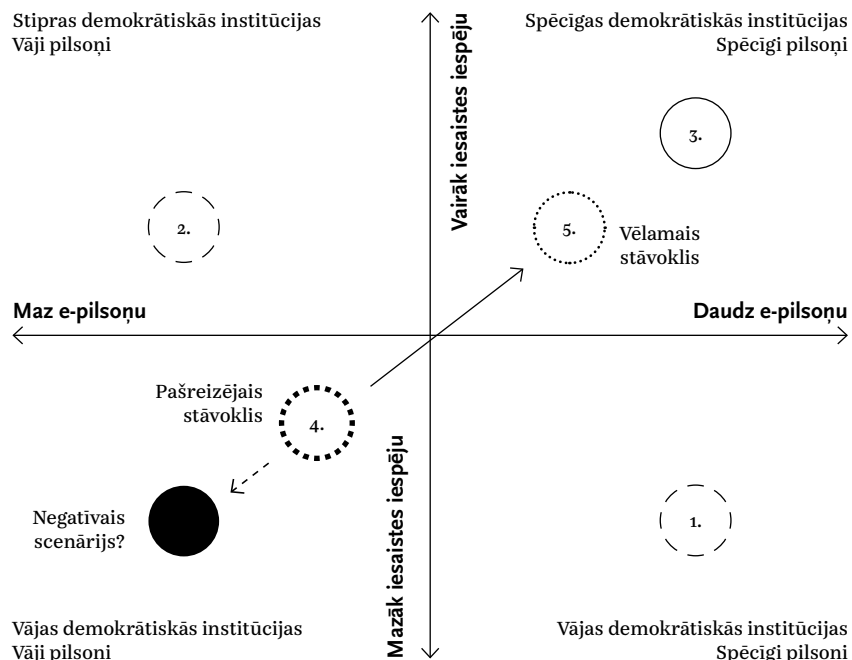 Stipras demokrātiskās institūcijas
Vāji pilsoņi
Spēcīgas demokrātiskās institūcijas
Spēcīgi pilsoņi
Vairāk iesaistes iespēju
3.
2.
5.
Vēlamais
stāvoklis
Maz e-pilsoņu
Daudz e-pilsoņu
Pašreizējais
stāvoklis
4.
Mazāk iesaistes iespēju
Negatīvais
scenārijs?
1.
Vājas demokrātiskās institūcijas
Vāji pilsoņi
Vājas demokrātiskās institūcijas
Spēcīgi pilsoņi